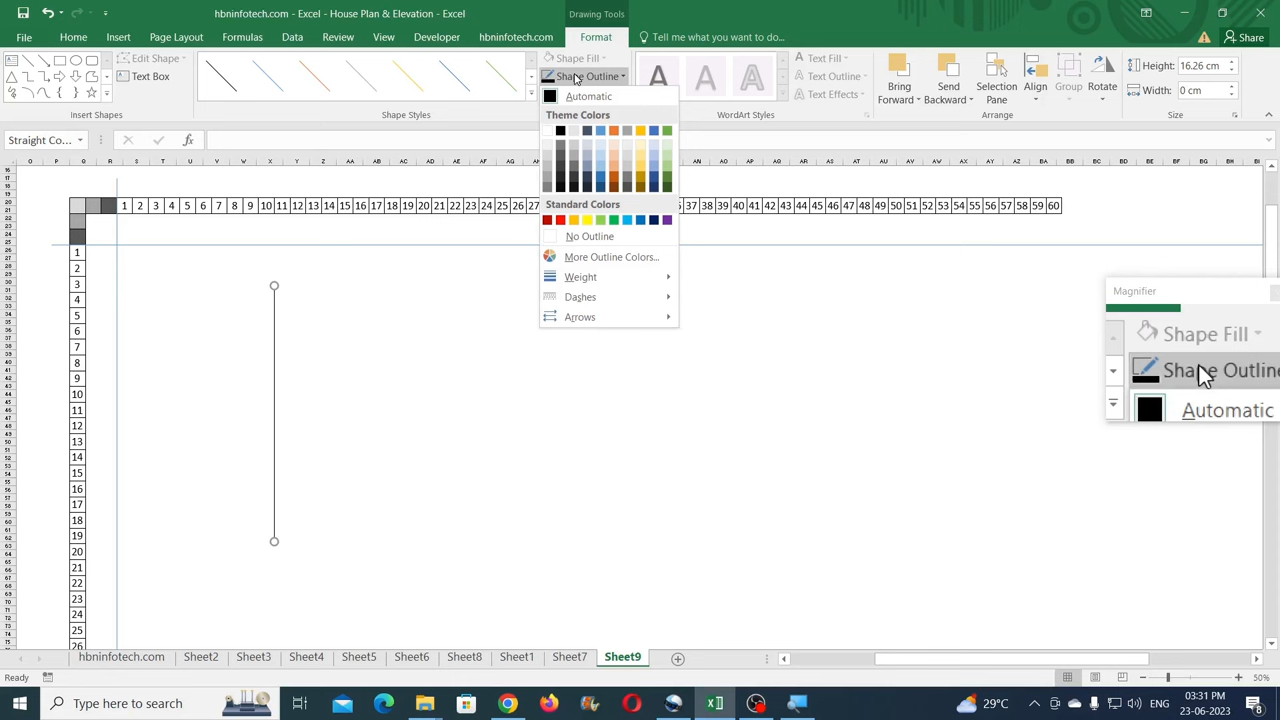 hbninfotech.com - House Plan & Elevation - Excel
Drawing Tools
File Home Insert Page Layout Formulas Data Review View Developer hbninfotech.com Format Tell me what you want to do... Share
Edit Shape
Text Box
Insert Shapes
Shape Styles
Shape Fill
Shape Outline
A A A
WordArt Styles
Text Fill
Text Outline
Text Effects
Bring Forward
Send Backward
Selection Pane
Align
Group
Rotate
Arrange
Height: 16.26 cm
Width: 0 cm
Size
Straight Co...
fx
Automatic
Theme Colors
Standard Colors
No Outline
More Outline Colors...
Weight
Dashes
Arrows
1 2 3 4 5 6 7 8 9 10 11 12 13 14 15 16 17 18 19 20 21 22 23 24 25 26 27 37 38 39 40 41 42 43 44 45 46 47 48 49 50 51 52 53 54 55 56 57 58 59 60
1
2
3
4
5
6
7
8
9
10
11
12
13
14
15
16
17
18
19
20
21
22
23
24
25
26
Magnifier
Shape Fill
Shape Outline
Automatic
hbninfotech.com Sheet2 Sheet3 Sheet4 Sheet5 Sheet6 Sheet8 Sheet1 Sheet7 Sheet9
Ready
50%
Type here to search
29°C
03:31 PM
23-06-2023
8